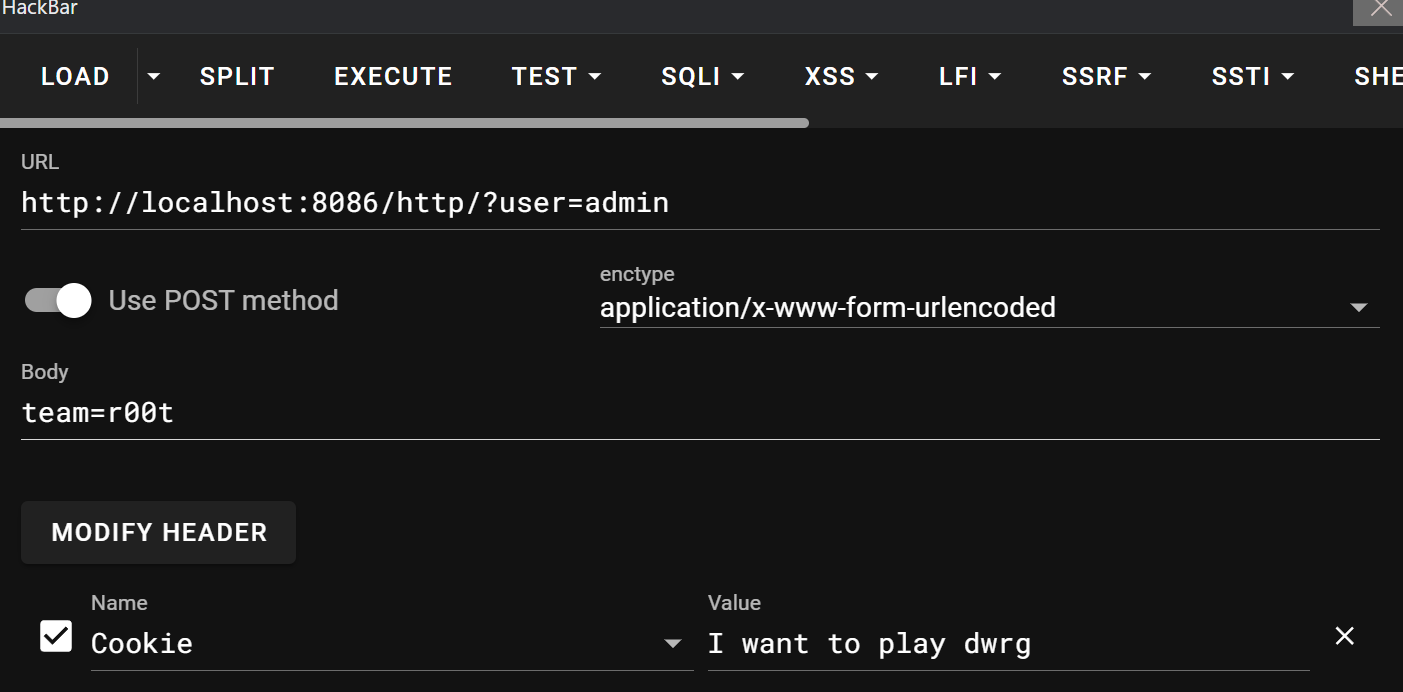 HackBar
LOAD SPLIT EXECUTE TEST SQLI XSS LFI SSRF SSTI SHE
URL
http://localhost:8086/http/?user=admin
Use POST method
enctype
application/x-www-form-urlencoded
Body
team=r00t
MODIFY HEADER
Name Value
Cookie I want to play dwrg